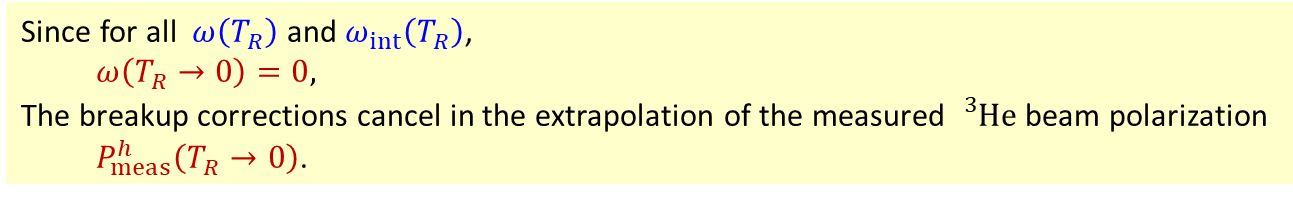 Since for all ω(T_R) and ω_int(T_R),
ω(T_R → 0) = 0,
The breakup corrections cancel in the extrapolation of the measured ³He beam polarization
P^h_meas(T_R → 0).